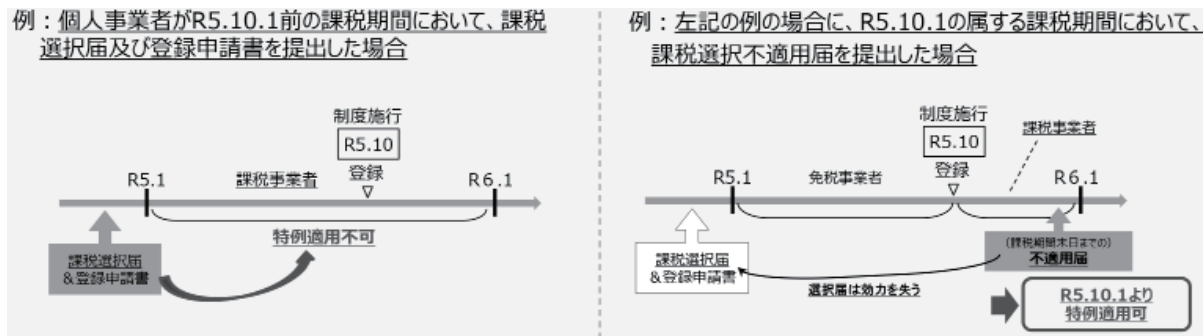 例：個人事業者がR5.10.1前の課税期間において、課税
選択届及び登録申請書を提出した場合
制度施行
R5.10
登録
R5.1
課税事業者
R6.1
特例適用不可
課税選択届
&登録申請書
例：左記の例の場合に、R5.10.1の属する課税期間において、
課税選択不適用届を提出した場合
制度施行
R5.10
登録
課税事業者
R5.1
免税事業者
R6.1
課税選択届
&登録申請書
(課税期間末日までの)
不適用届
選択届は効力を失う
R5.10.1より
特例適用可